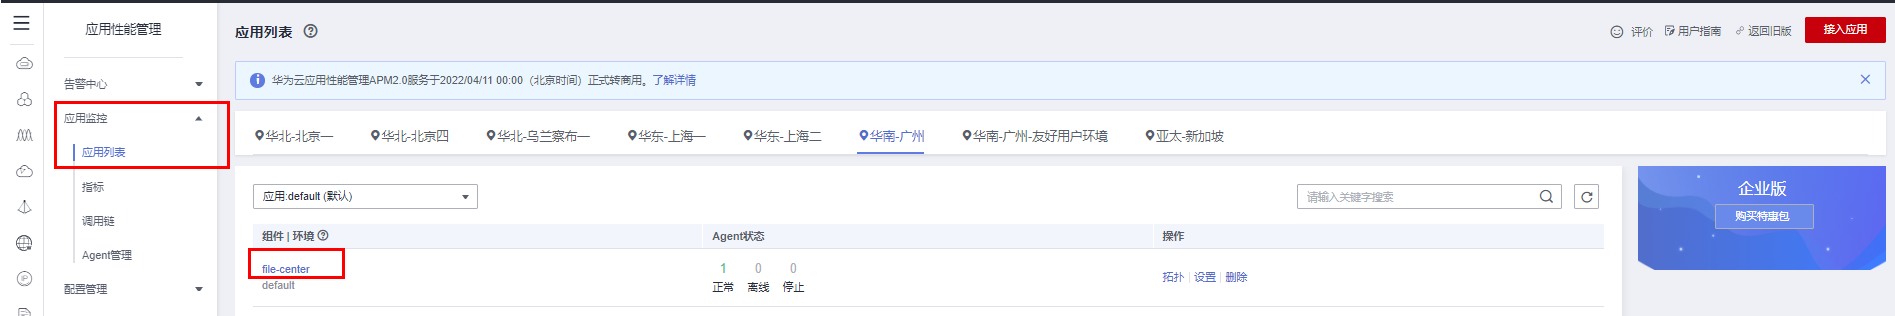 应用性能管理
告警中心
应用监控
应用列表
指标
调用链
Agent管理
配置管理
应用列表
评价
用户指南
返回旧版
接入应用
华为云应用性能管理APM2.0服务于2022/04/11 00:00（北京时间）正式转商用。了解详情
华北-北京一
华北-北京四
华北-乌兰察布一
华东-上海一
华东-上海二
华南-广州
华南-广州-友好用户环境
亚太-新加坡
应用:default (默认)
请输入关键字搜索
组件 | 环境
Agent状态
操作
file-center
default
1 0 0
正常 离线 停止
拓扑 | 设置 | 删除
企业版
购买特惠包